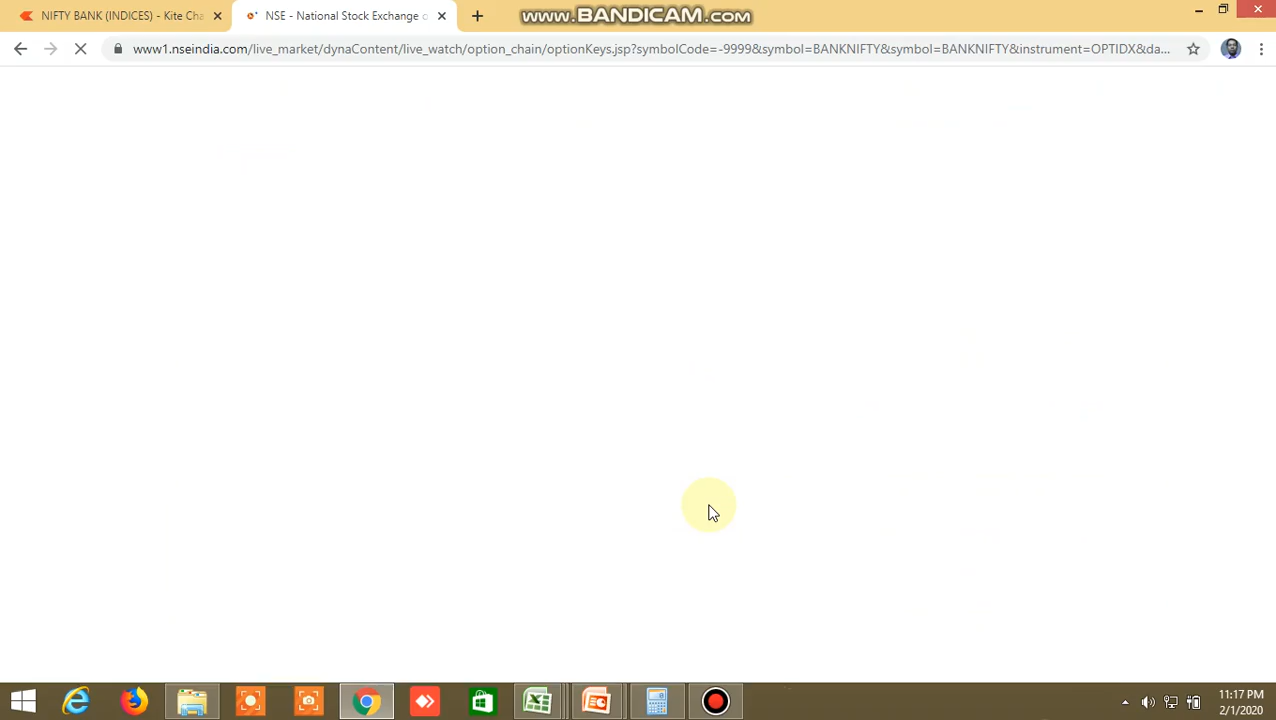 NIFTY BANK (INDICES) - Kite Cha
NSE - National Stock Exchange o
www.BANDICAM.com
www1.nseindia.com/live_market/dynaContent/live_watch/option_chain/optionKeys.jsp?symbolCode=-9999&symbol=BANKNIFTY&symbol=BANKNIFTY&instrument=OPTIDX&da...
11:17 PM
2/1/2020